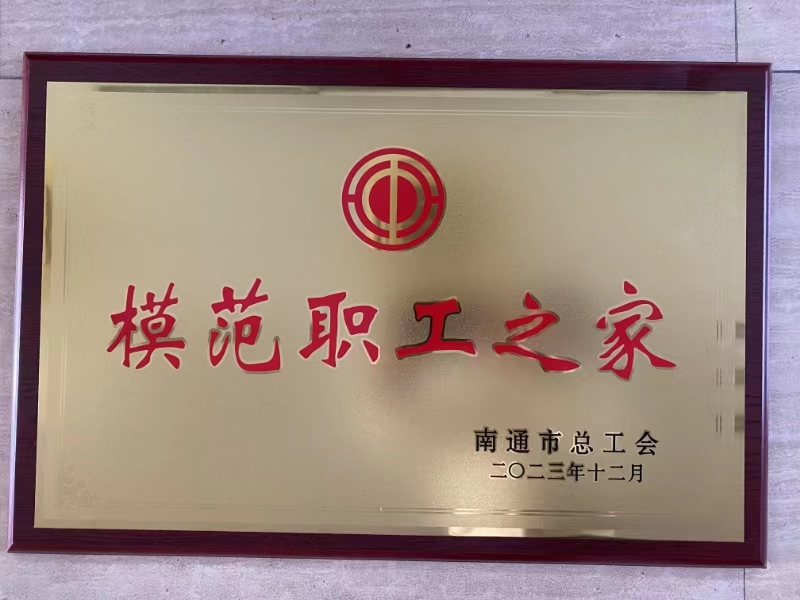 模范职工之家
南通市总工会
二〇二三年十二月